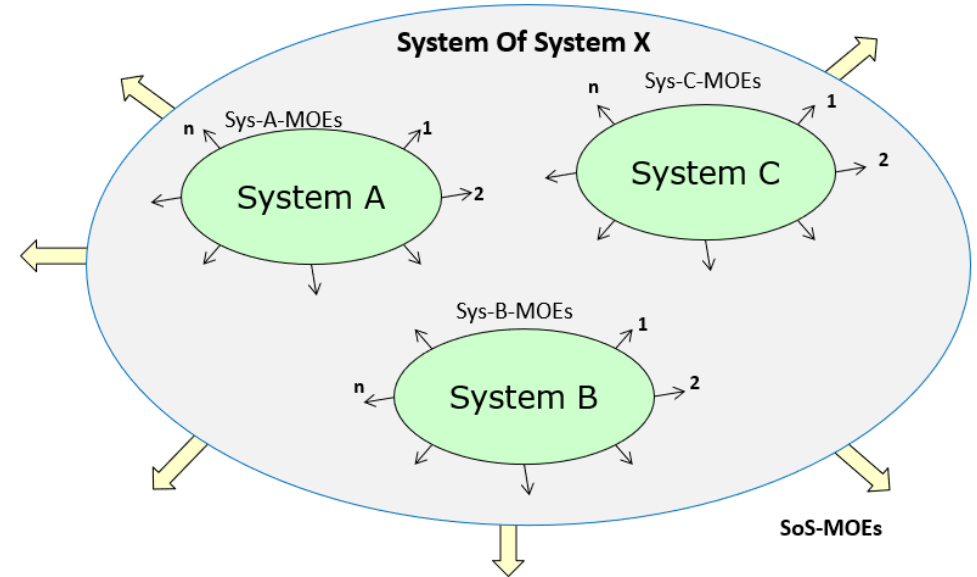 System Of System X
Sys-A-MOEs
n
1
System A
2
Sys-C-MOEs
n
1
System C
2
Sys-B-MOEs
1
n
System B
2
SoS-MOEs